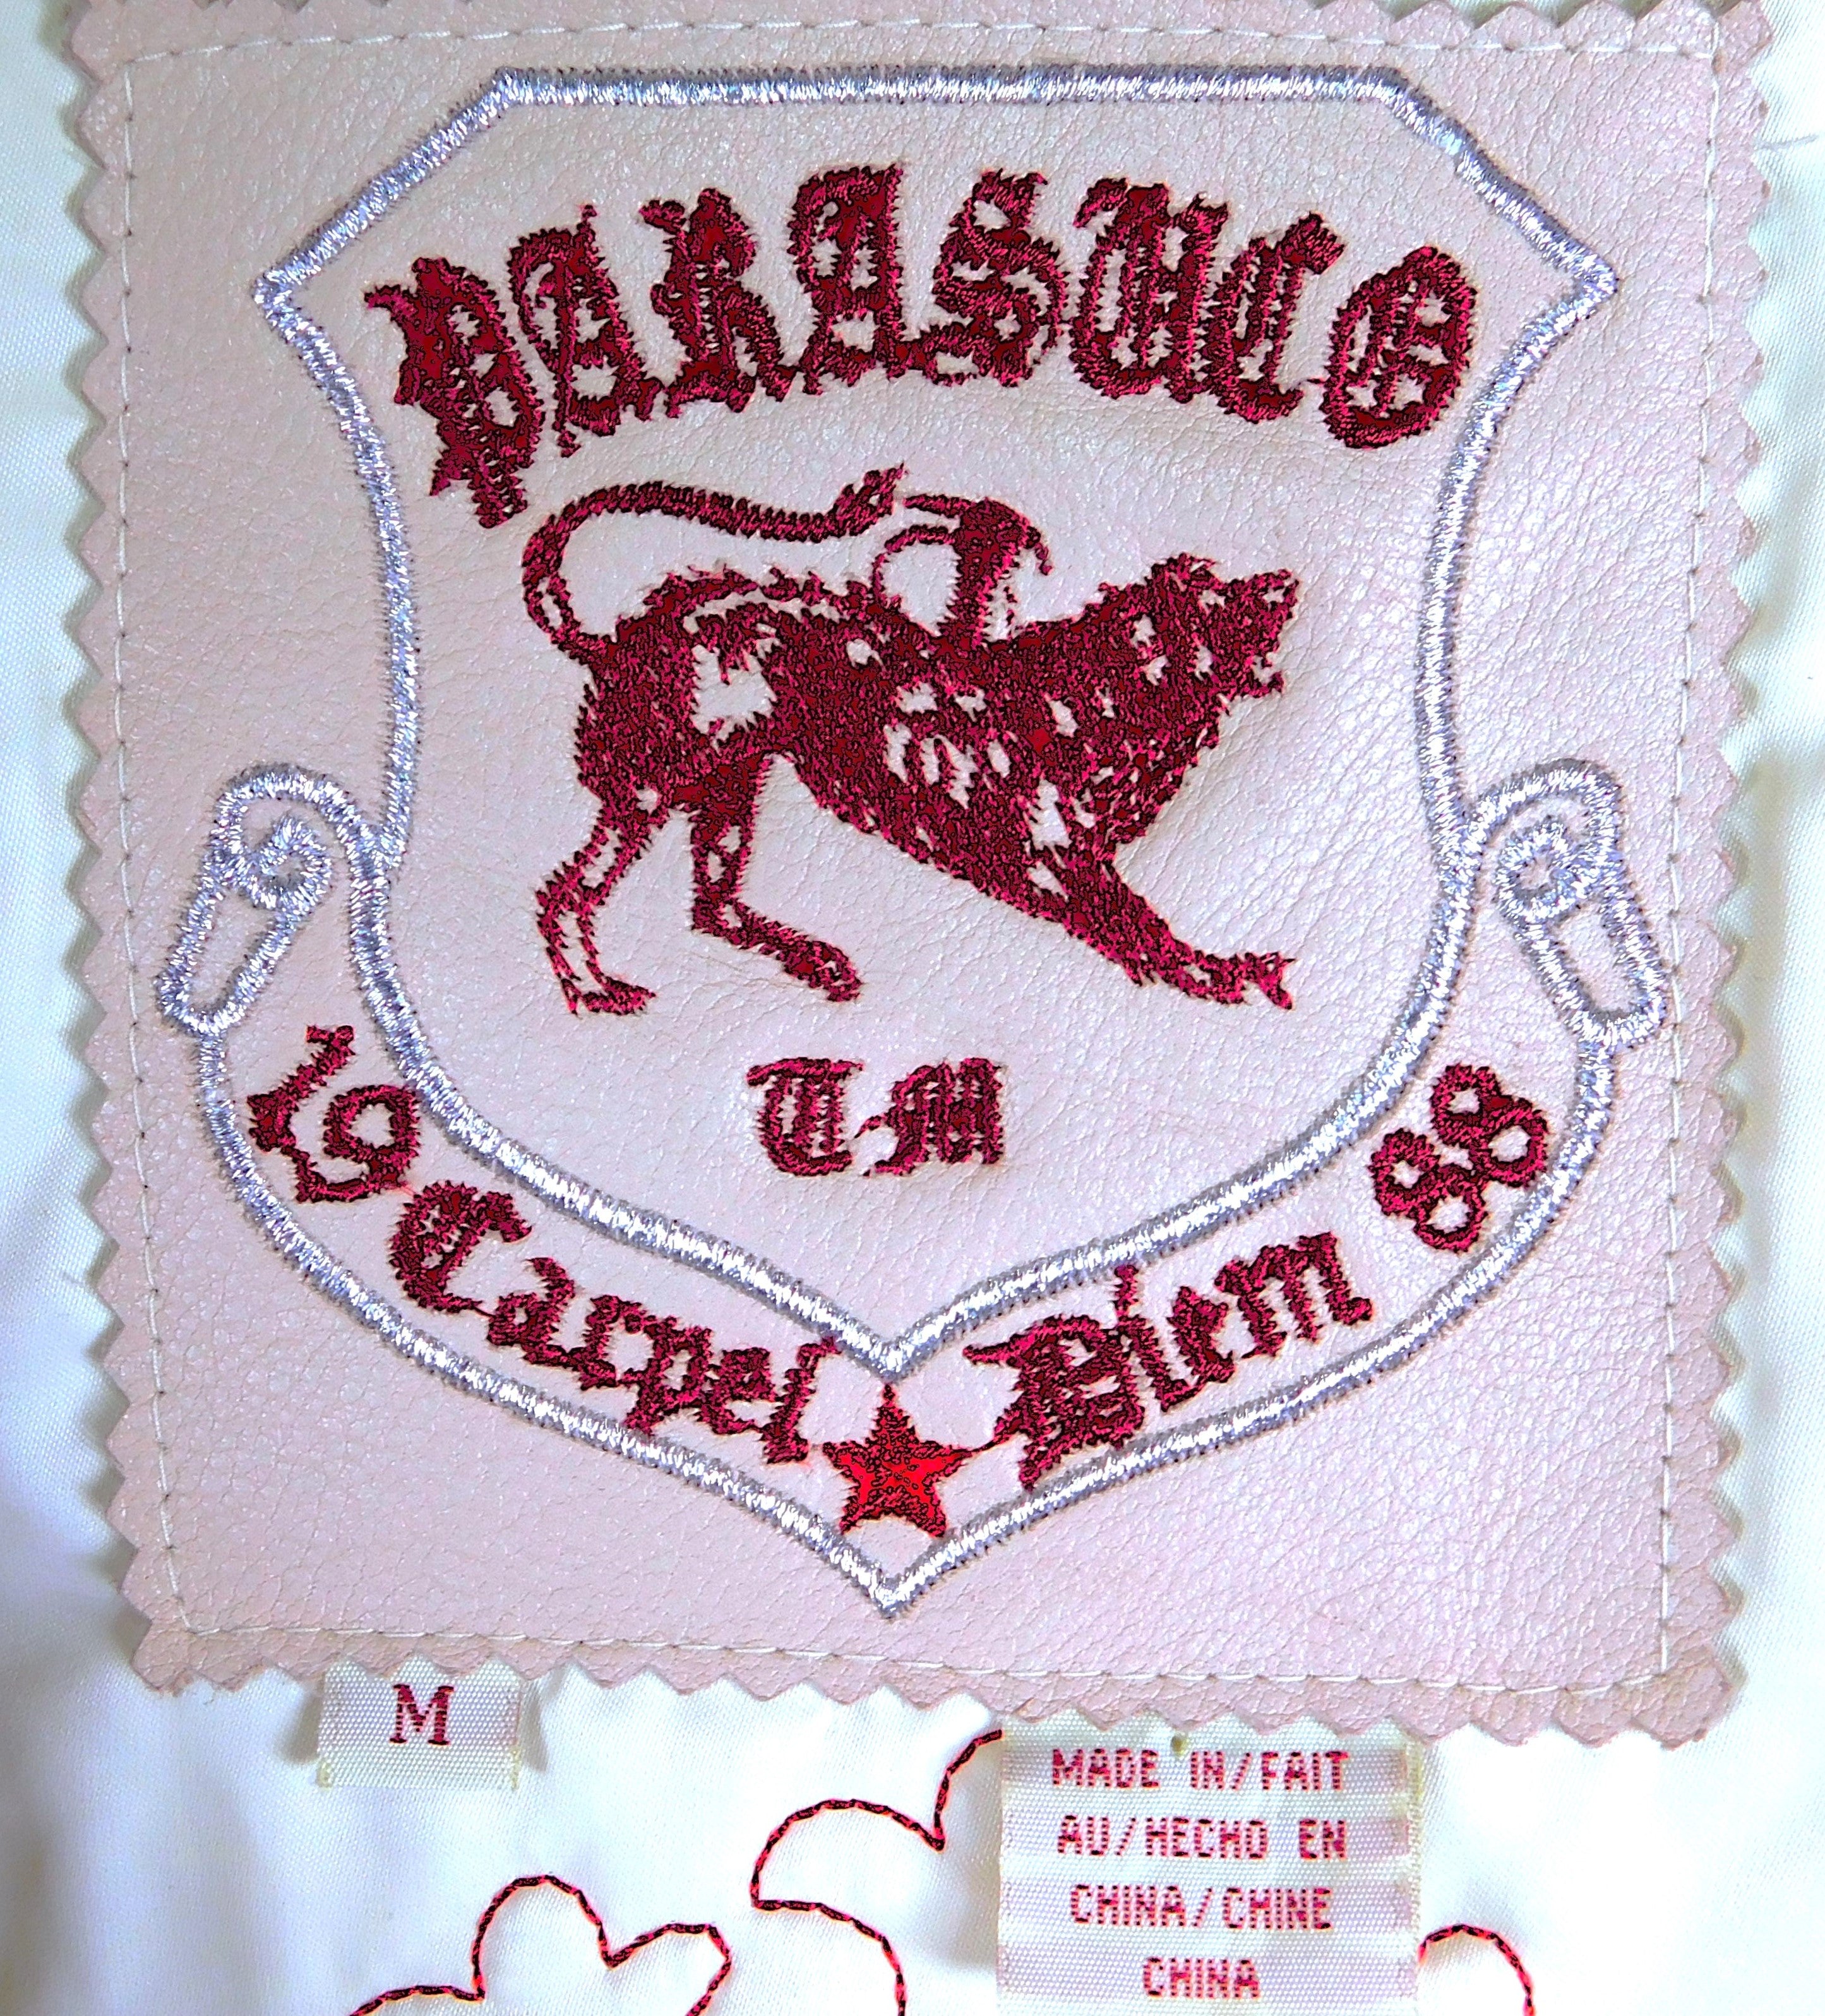 PARASUCO
TM
19 Carpe Diem 88
M
MADE IN/FAIT
AU/HECHO EN
CHINA/CHINE
CHINA